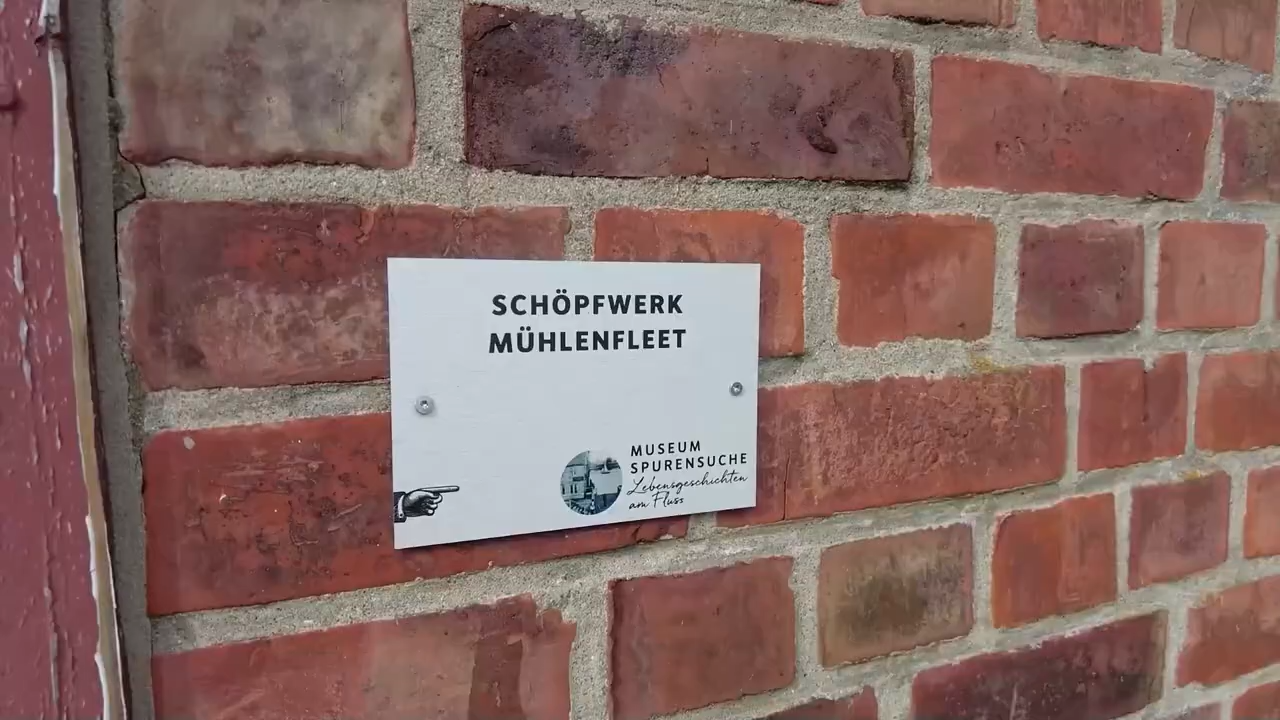 SCHÖPFWERK
MÜHLENFLEET
MUSEUM
SPURENSUCHE
Lebensgeschichten
am Fluss